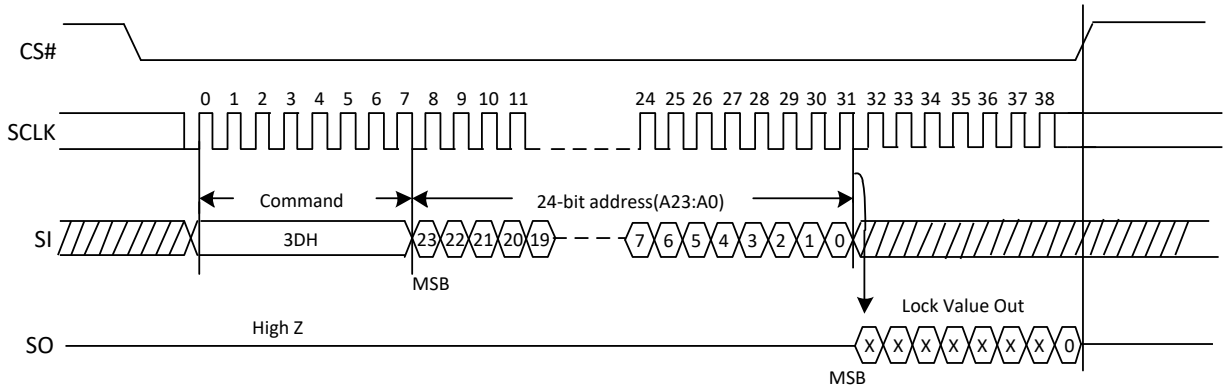 CS#
0 1 2 3 4 5 6 7 8 9 10 11 24 25 26 27 28 29 30 31 32 33 34 35 36 37 38
SCLK
Command 24-bit address(A23:A0)
SI 3DH 23 22 21 20 19 7 6 5 4 3 2 1 0
MSB
Lock Value Out
High Z
SO X X X X X X X 0
MSB